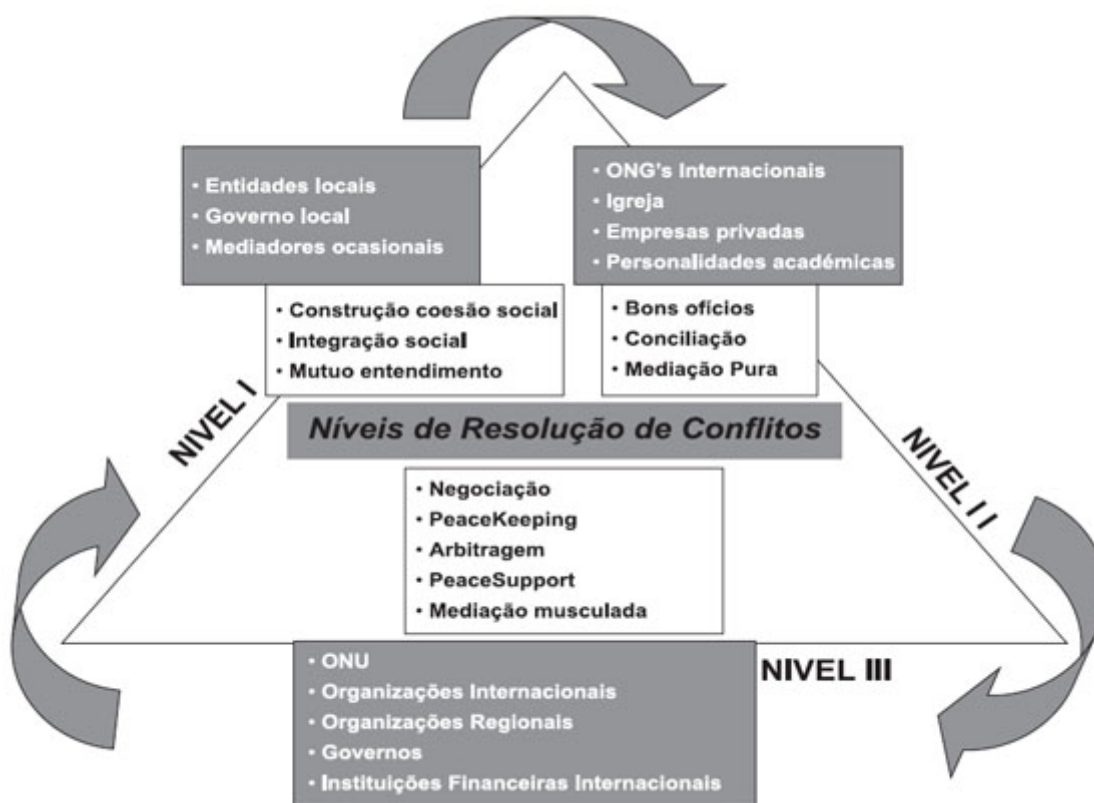 • Entidades locais
• Governo local
• Mediadores ocasionais
• ONG's Internacionais
• Igreja
• Empresas privadas
• Personalidades académicas
• Construção coesão social
• Integração social
• Mutuo entendimento
• Bons ofícios
• Conciliação
• Mediação Pura
NIVEL I
Níveis de Resolução de Conflitos
NIVEL II
• Negociação
• PeaceKeeping
• Arbitragem
• PeaceSupport
• Mediação musculada
NIVEL III
• ONU
• Organizações Internacionais
• Organizações Regionais
• Governos
• Instituições Financeiras Internacionais